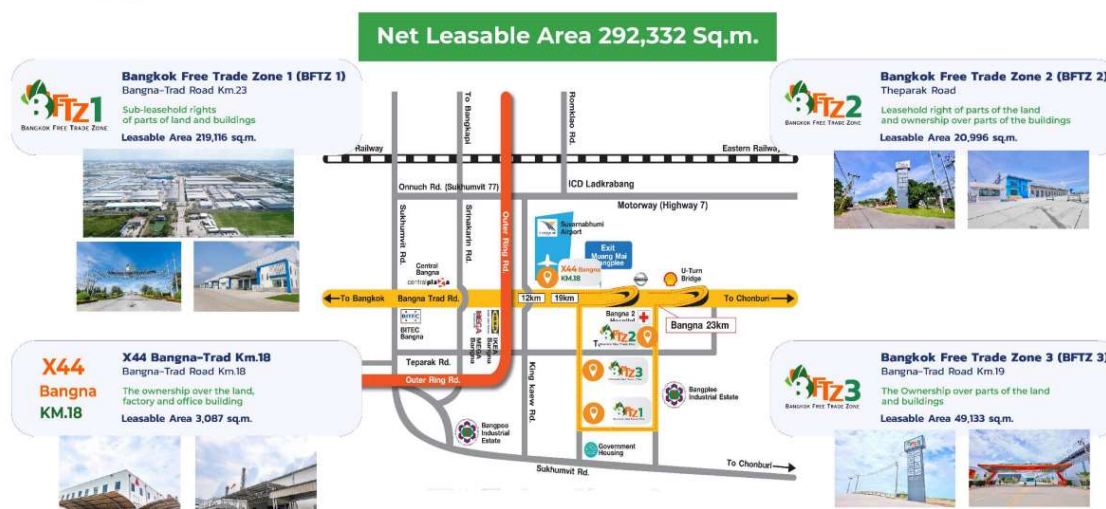 Net Leasable Area 292,332 Sq.m.
BFTZ1
BANGKOK FREE TRADE ZONE
Bangkok Free Trade Zone 1 (BFTZ 1)
Bangna-Trad Road Km.23
Sub-leasehold rights
of parts of land and buildings
Leasable Area 219,116 sq.m.
BFTZ2
BANGKOK FREE TRADE ZONE
Bangkok Free Trade Zone 2 (BFTZ 2)
Theparak Road
Leasehold right of parts of the land
and ownership over parts of the buildings
Leasable Area 20,996 sq.m.
To Bangkapi
Romklao Rd.
Railway
Eastern Railway
Onnuch Rd. (Sukhumvit 77)
ICD Ladkrabang
Motorway (Highway 7)
Sukhumvit Rd.
Srinakarin Rd.
Outer Ring Rd.
Suvarnabhumi
Airport
Exit
Muang Mai
Bangplee
X44 Bangna
KM.18
Central
Bangna
centralplaza
U-Turn
Bridge
To Bangkok
Bangna Trad Rd.
12km
19km
To Chonburi
BITEC
BITEC
Bangna
MEGA
MEGA
Bangna
IKEA
IKEA
Bangna
Bangna 2
Hospital
Bangna 23km
BFTZ2
Teparak Rd.
Outer Ring Rd.
King kaew Rd.
BFTZ3
BFTZ1
Bangplee
Industrial Estate
Bangpoo
Industrial
Estate
Government
Housing
Sukhumvit Rd.
To Chonburi
X44
Bangna
KM.18
X44 Bangna-Trad Km.18
Bangna-Trad Road Km.18
The ownership over the land,
factory and office building
Leasable Area 3,087 sq.m.
BFTZ3
BANGKOK FREE TRADE ZONE
Bangkok Free Trade Zone 3 (BFTZ 3)
Bangna-Trad Road Km.19
The Ownership over parts of the land
and buildings
Leasable Area 49,133 sq.m.